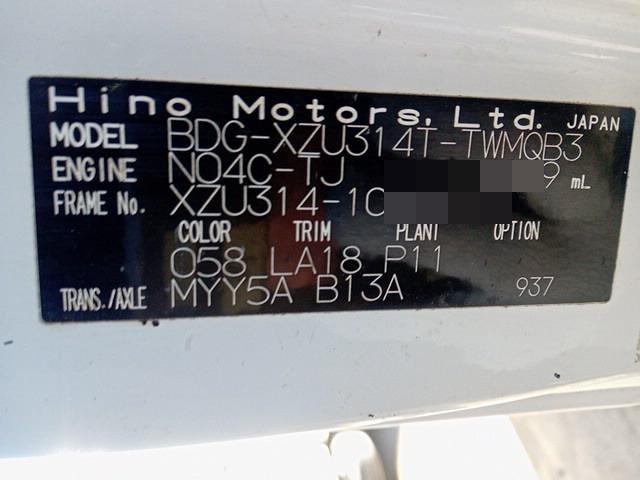 Hino Motors, Ltd. JAPAN
MODEL BDG-XZU314T-TWMQB3
ENGINE N04C-TJ 9 mL
FRAME No. XZU314-10
COLOR TRIM PLANT OPTION
058 LA18 P11
TRANS./AXLE MYY5A B13A 937